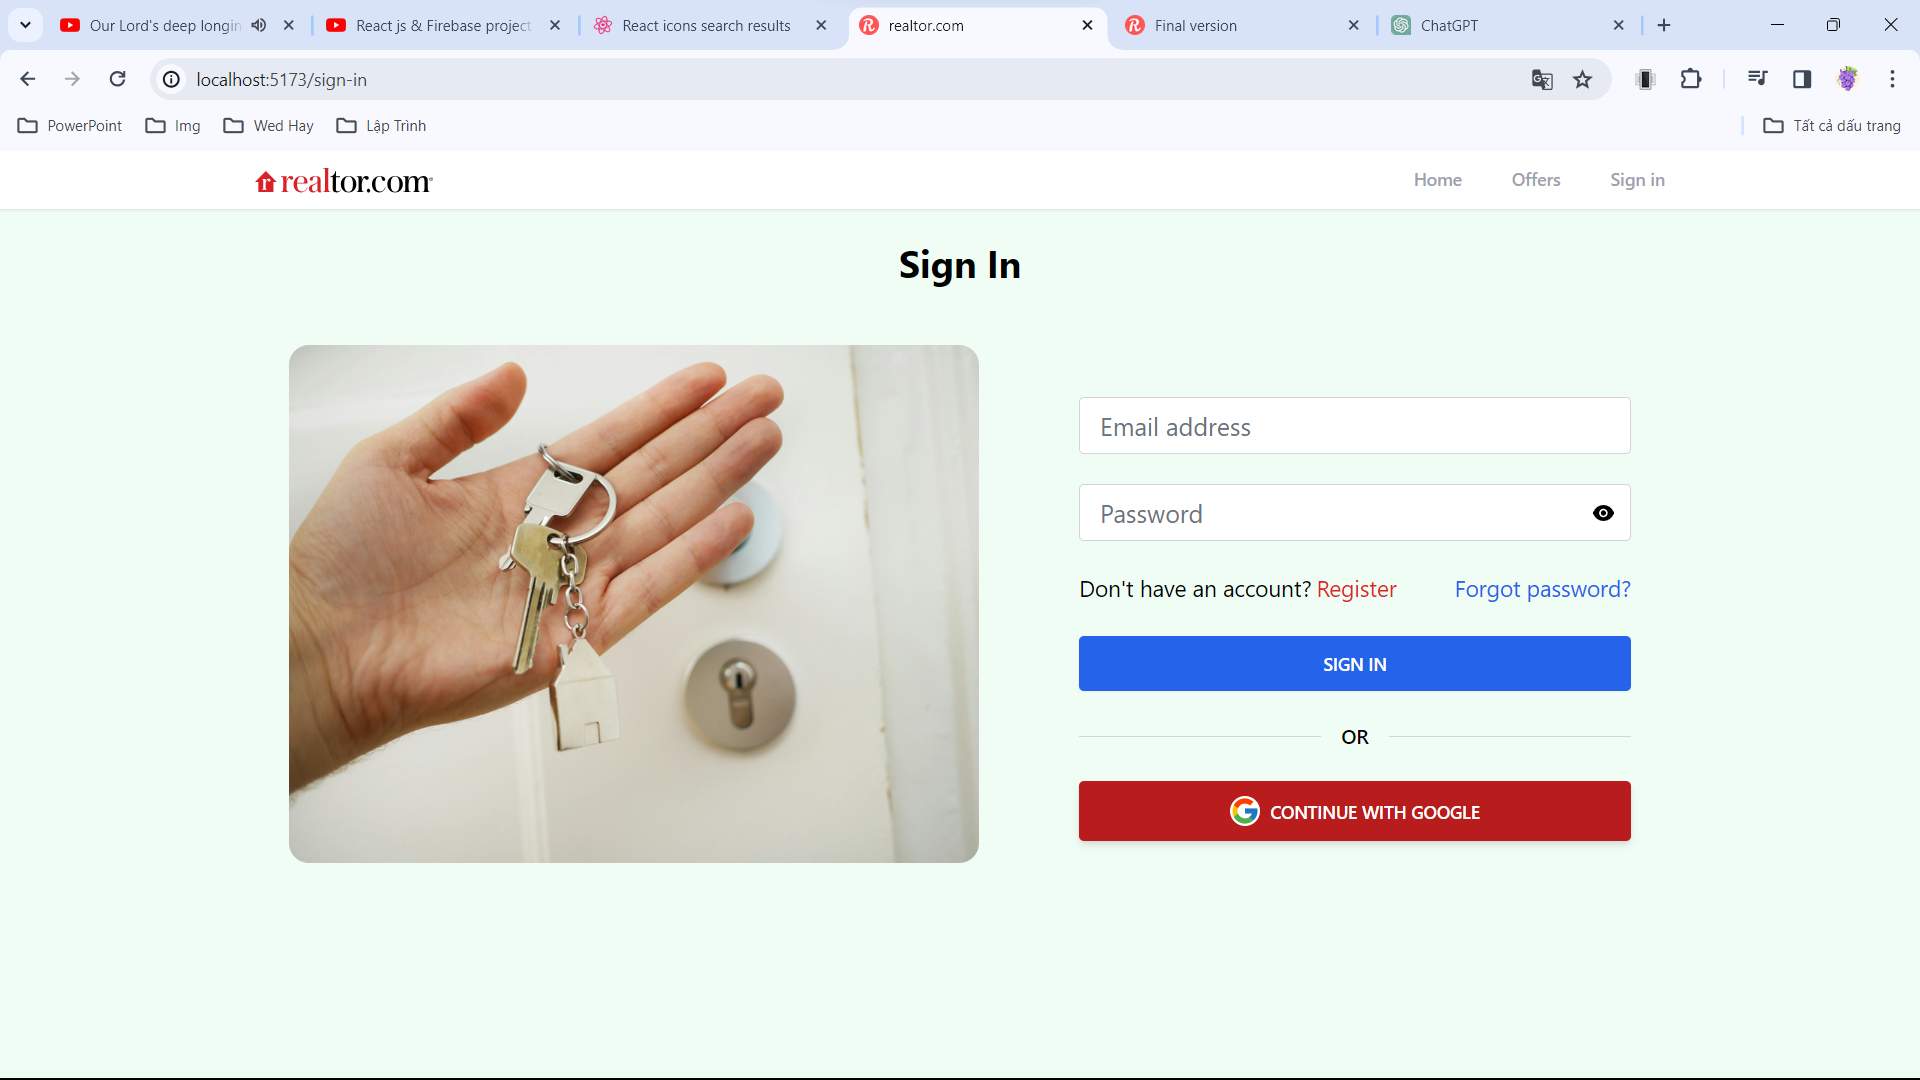 Our Lord's deep longin
React js & Firebase project
React icons search results
realtor.com
Final version
ChatGPT
localhost:5173/sign-in
PowerPoint
Img
Wed Hay
Lập Trình
Tất cả dấu trang
realtor.com
Home
Offers
Sign in
Sign In
Email address
Password
Don't have an account? Register
Forgot password?
SIGN IN
OR
CONTINUE WITH GOOGLE